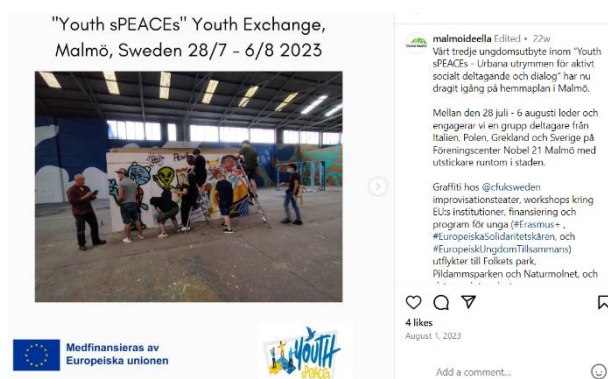 "Youth sPEACEs" Youth Exchange,
Malmö, Sweden 28/7 - 6/8 2023
Medfinansieras av
Europeiska unionen
YOUTH
sPEACEs
malmoideella Edited • 22w
Vårt tredje ungdomsutbyte inom "Youth
sPEACEs - Urbana utrymmen för aktivt
socialt deltagande och dialog" har nu
dragit igång på hemmaplan i Malmö.
Mellan den 28 juli - 6 augusti leder och
engagerar vi en grupp deltagare från
Italien, Polen, Grekland och Sverige på
Föreningscenter Nobel 21 Malmö med
utstickare runtom i staden.
Graffiti hos @cfuksweden
improvisationsteater, workshops kring
EU:s institutioner, finansiering och
program för unga (#Erasmus+ ,
#EuropeiskaSolidaritetskåren, och
#EuropeiskUngdomTillsammans)
utflykter till Folkets park,
Pildammsparken och Naturmolnet, och
4 likes
August 1, 2023
Add a comment...